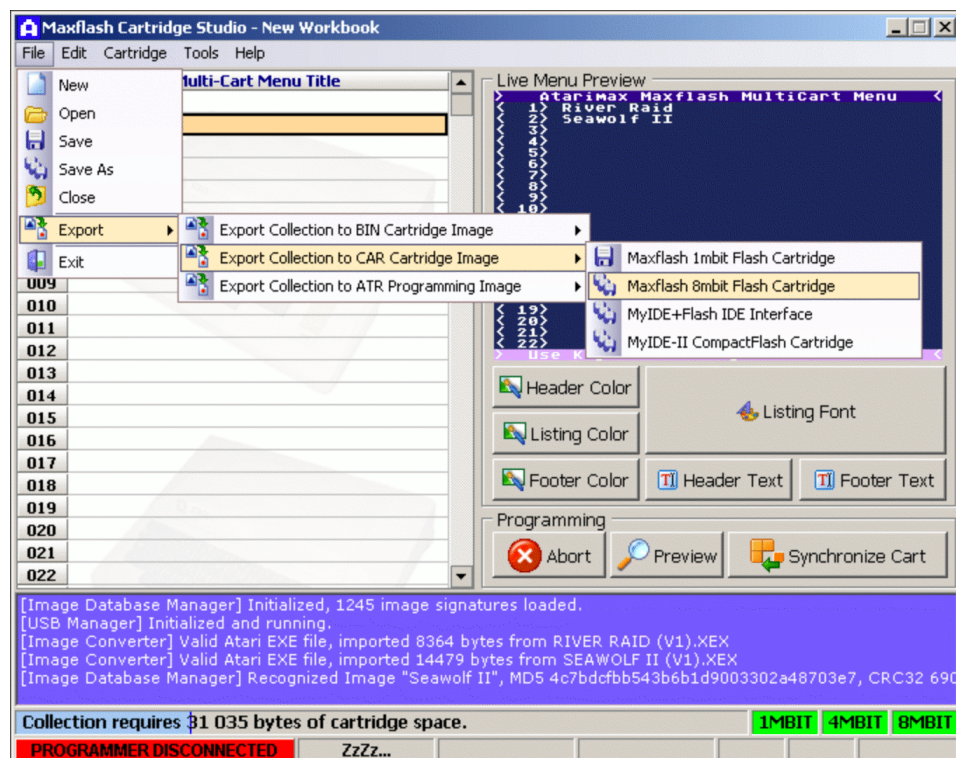 Maxflash Cartridge Studio - New Workbook
File Edit Cartridge Tools Help
New
Open
Save
Save As
Close
Export
Exit
Multi-Cart Menu Title
Export Collection to BIN Cartridge Image
Export Collection to CAR Cartridge Image
Export Collection to ATR Programming Image
Maxflash 1mbit Flash Cartridge
Maxflash 8mbit Flash Cartridge
MyIDE+Flash IDE Interface
MyIDE-II CompactFlash Cartridge
009
010
011
012
013
014
015
016
017
018
019
020
021
022
Live Menu Preview
> Atarimax Maxflash MultiCart Menu <
< 1> River Raid
< 2> Seawolf II
< 3>
< 4>
< 5>
< 6>
< 7>
< 8>
< 9>
< 10>
< 19>
< 20>
< 21>
< 22>
> Use K
Header Color
Listing Color
Footer Color
Listing Font
Header Text
Footer Text
Programming
Abort
Preview
Synchronize Cart
[Image Database Manager] Initialized, 1245 image signatures loaded.
[USB Manager] Initialized and running.
[Image Converter] Valid Atari EXE file, imported 8364 bytes from RIVER RAID (V1).XEX
[Image Converter] Valid Atari EXE file, imported 14479 bytes from SEAWOLF II (V1).XEX
[Image Database Manager] Recognized Image "Seawolf II", MD5 4c7bdcfbb543b6b1d9003302a48703e7, CRC32 690
Collection requires 31 035 bytes of cartridge space.
1MBIT 4MBIT 8MBIT
PROGRAMMER DISCONNECTED ZzZz...